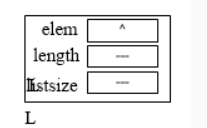 elem ^
length ---
listsize ---
L